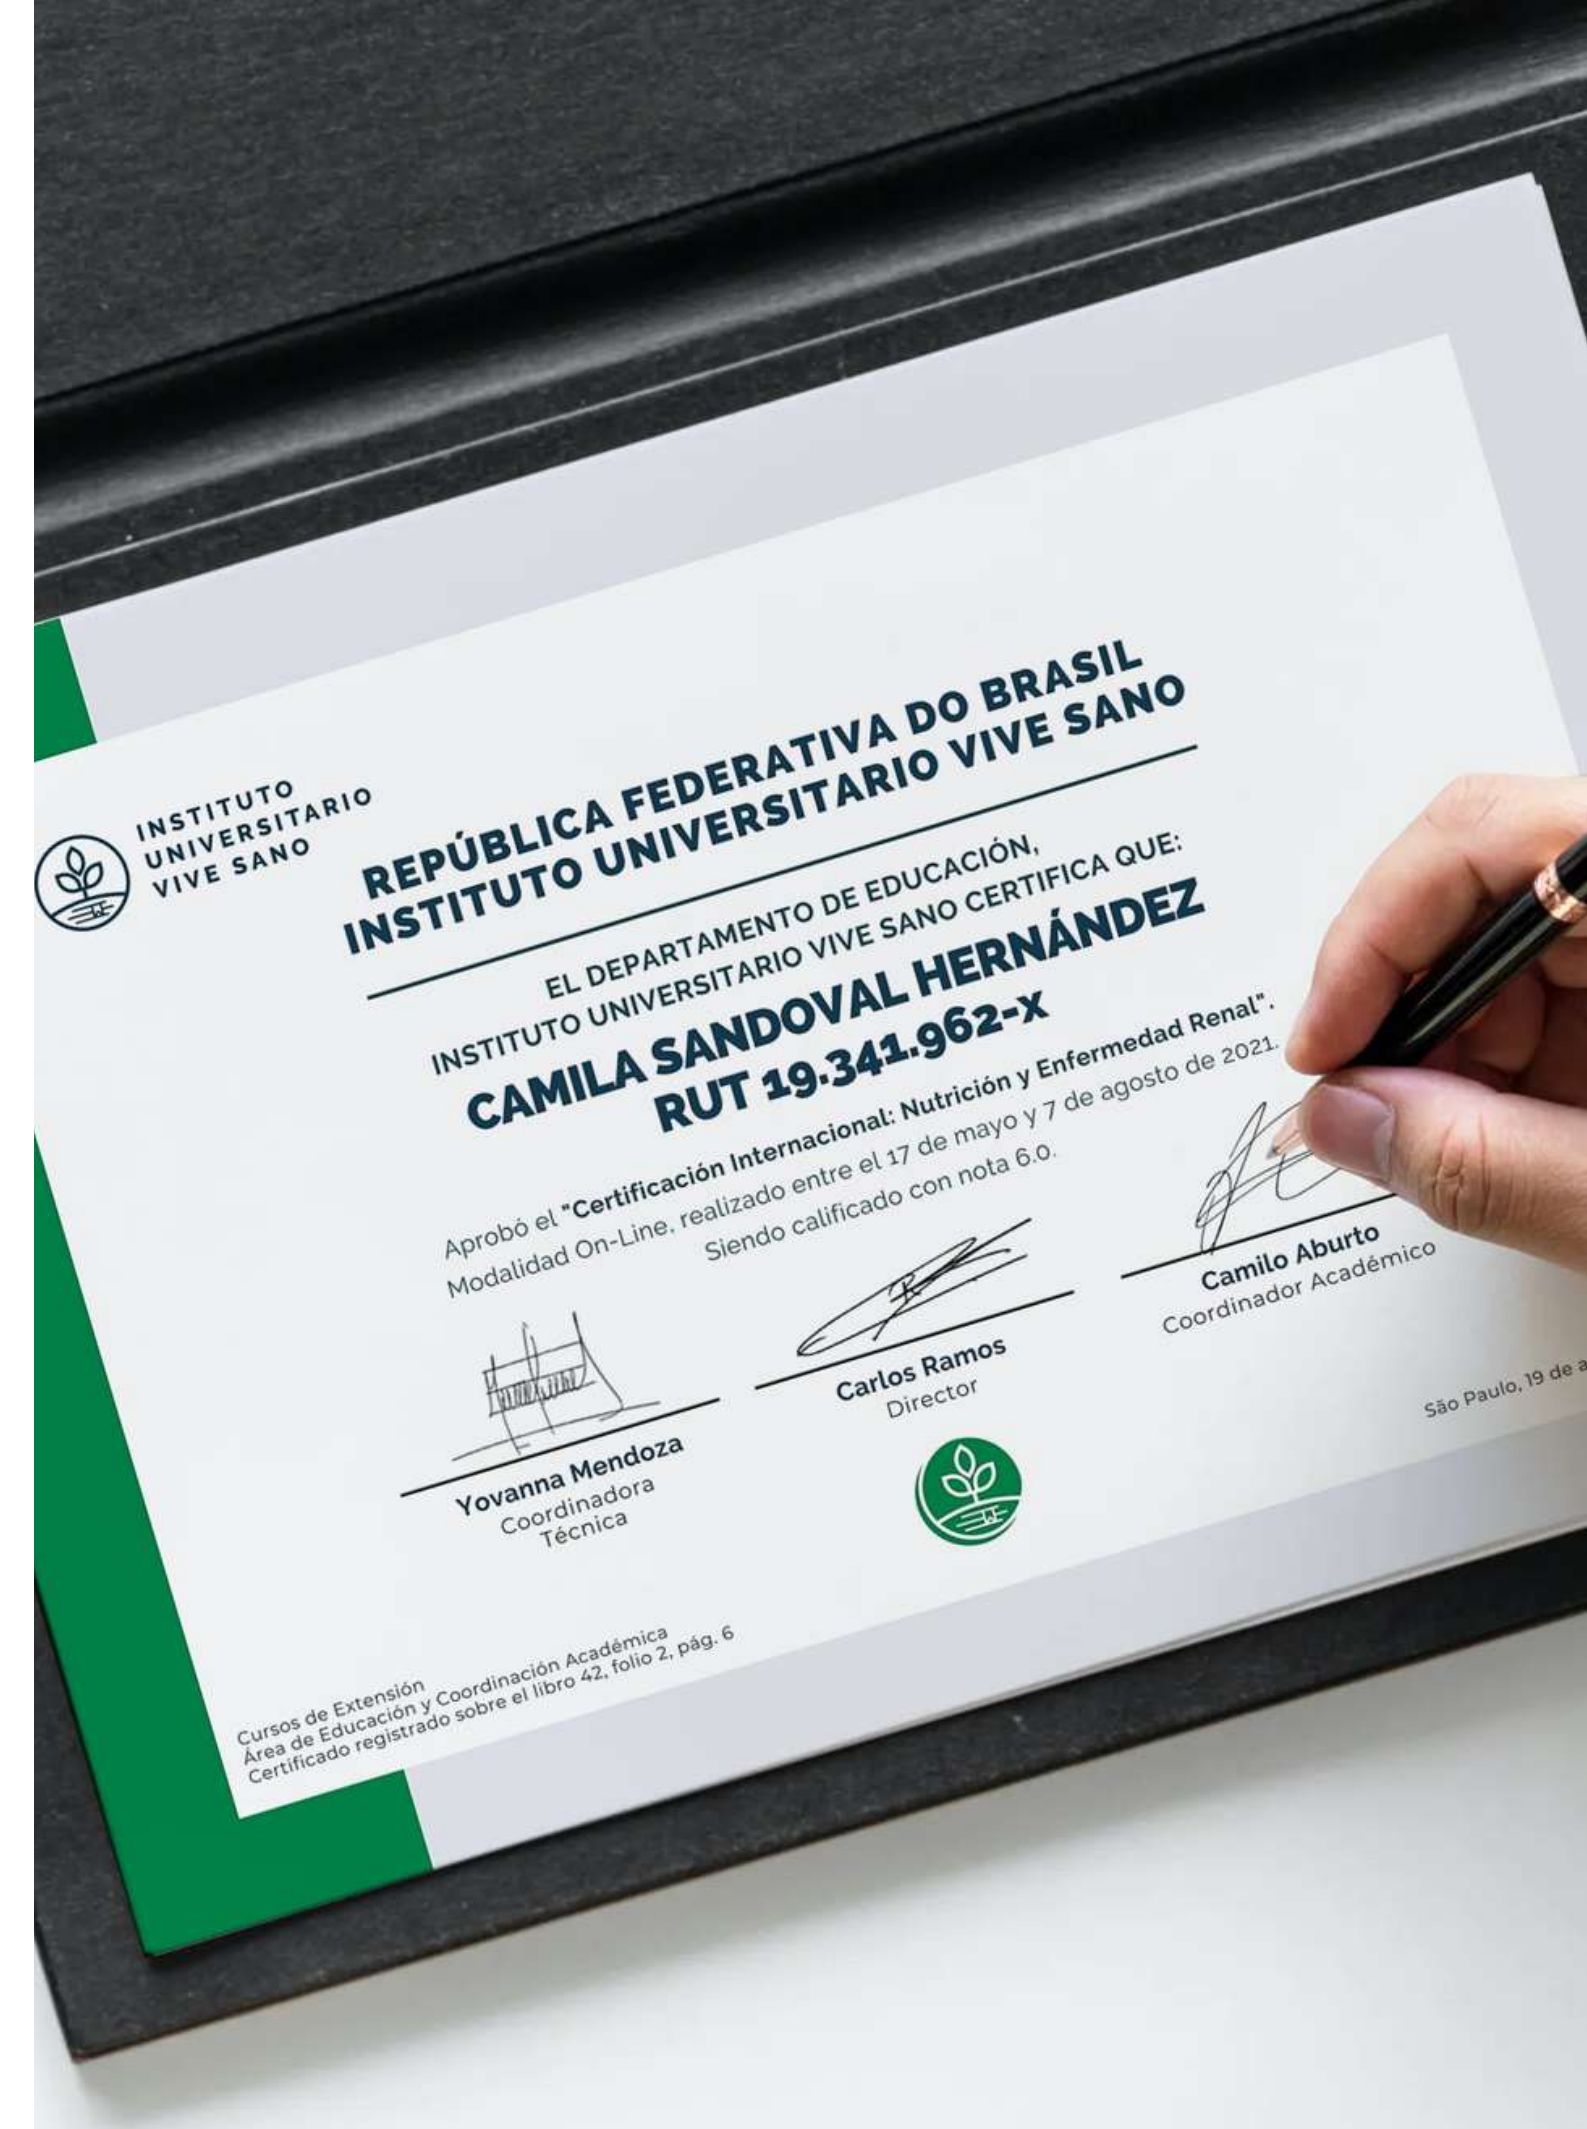 INSTITUTO
UNIVERSITARIO
VIVE SANO
REPÚBLICA FEDERATIVA DO BRASIL
INSTITUTO UNIVERSITARIO VIVE SANO
EL DEPARTAMENTO DE EDUCACIÓN,
INSTITUTO UNIVERSITARIO VIVE SANO CERTIFICA QUE:
CAMILA SANDOVAL HERNÁNDEZ
RUT 19.341.962-X
Aprobó el "Certificación Internacional: Nutrición y Enfermedad Renal".
Modalidad On-Line, realizado entre el 17 de mayo y 7 de agosto de 2021.
Siendo calificado con nota 6.0.
Yovanna Mendoza
Coordinadora
Técnica
Carlos Ramos
Director
Camilo Aburto
Coordinador Académico
São Paulo, 19 de a
Cursos de Extensión
Área de Educación y Coordinación Académica
Certificado registrado sobre el libro 42, folio 2, pág. 6